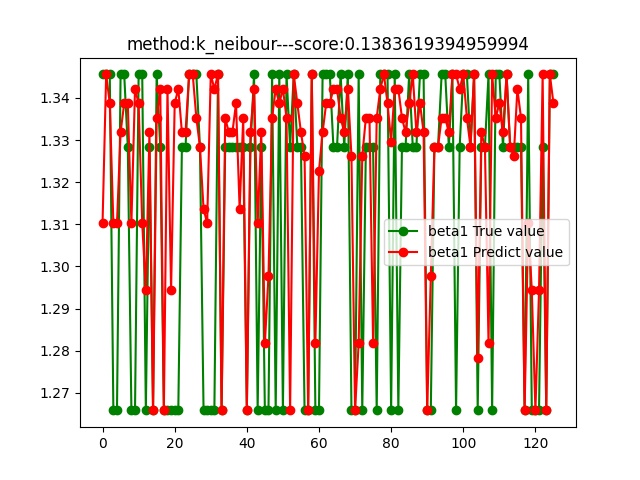 method:k_neibour---score:0.1383619394959994
1.34
1.33
1.32
1.31
1.30
1.29
1.28
1.27
beta1 True value
beta1 Predict value
0 20 40 60 80 100 120